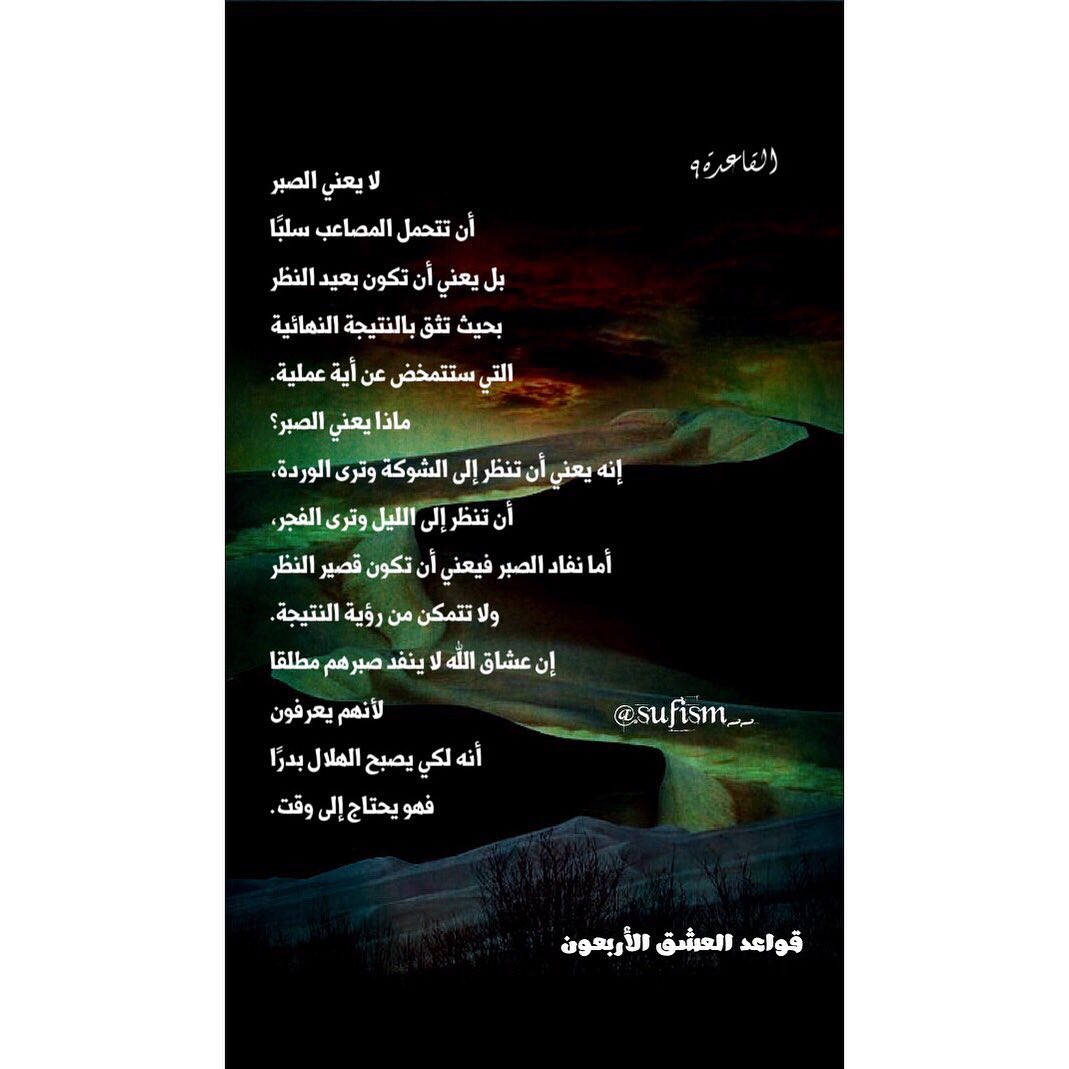 القاعدة ٩
لا يعني الصبر
أن تتحمل المصاعب سلبًا
بل يعني أن تكون بعيد النظر
بحيث تثق بالنتيجة النهائية
التي ستتمخض عن أية عملية.
ماذا يعني الصبر؟
إنه يعني أن تنظر إلى الشوكة وترى الوردة،
أن تنظر إلى الليل وترى الفجر،
أما نفاد الصبر فيعني أن تكون قصير النظر
ولا تتمكن من رؤية النتيجة.
إن عشاق الله لا ينفد صبرهم مطلقا
لأنهم يعرفون
أنه لكي يصبح الهلال بدرًا
فهو يحتاج إلى وقت.
@sufism__
قواعد العشق الأربعون